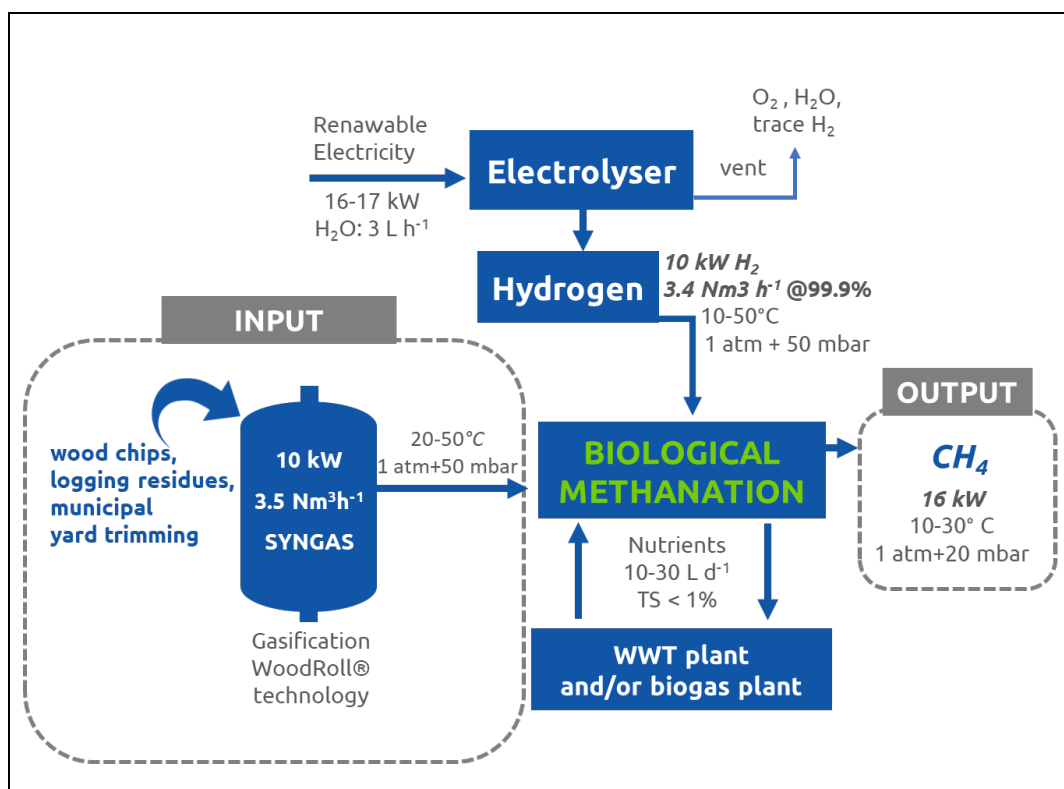 Renawable
Electricity
16-17 kW
H₂O: 3 L h⁻¹
Electrolyser
vent
O₂ , H₂O,
trace H₂
Hydrogen
10 kW H₂
3.4 Nm3 h⁻¹ @99.9%
10-50°C
1 atm + 50 mbar
INPUT
wood chips,
logging residues,
municipal
yard trimming
10 kW
3.5 Nm³h⁻¹
SYNGAS
Gasification
WoodRoll®
technology
20-50°C
1 atm+50 mbar
BIOLOGICAL
METHANATION
Nutrients
10-30 L d⁻¹
TS < 1%
WWT plant
and/or biogas plant
OUTPUT
CH₄
16 kW
10-30° C
1 atm+20 mbar